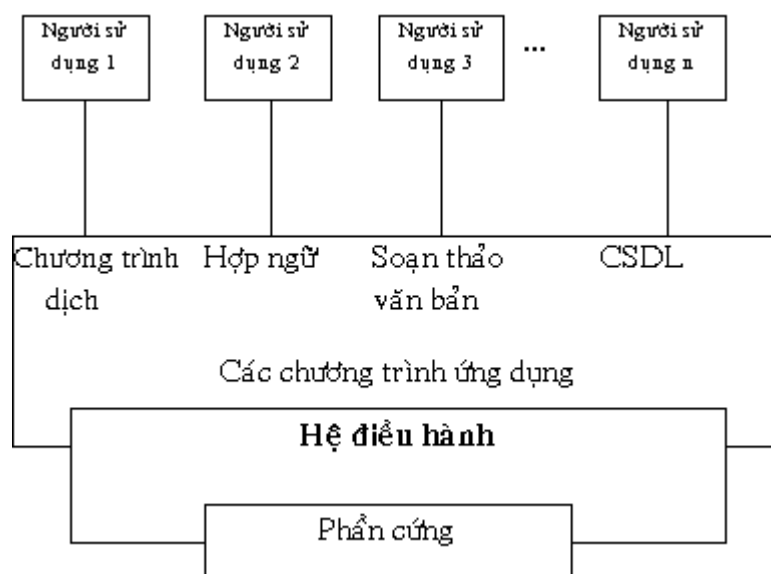 Người sử
dụng 1
Người sử
dụng 2
Người sử
dụng 3
...
Người sử
dụng n
Chương trình
dịch
Hợp ngữ
Soạn thảo
văn bản
CSDL
Các chương trình ứng dụng
Hệ điều hành
Phần cứng